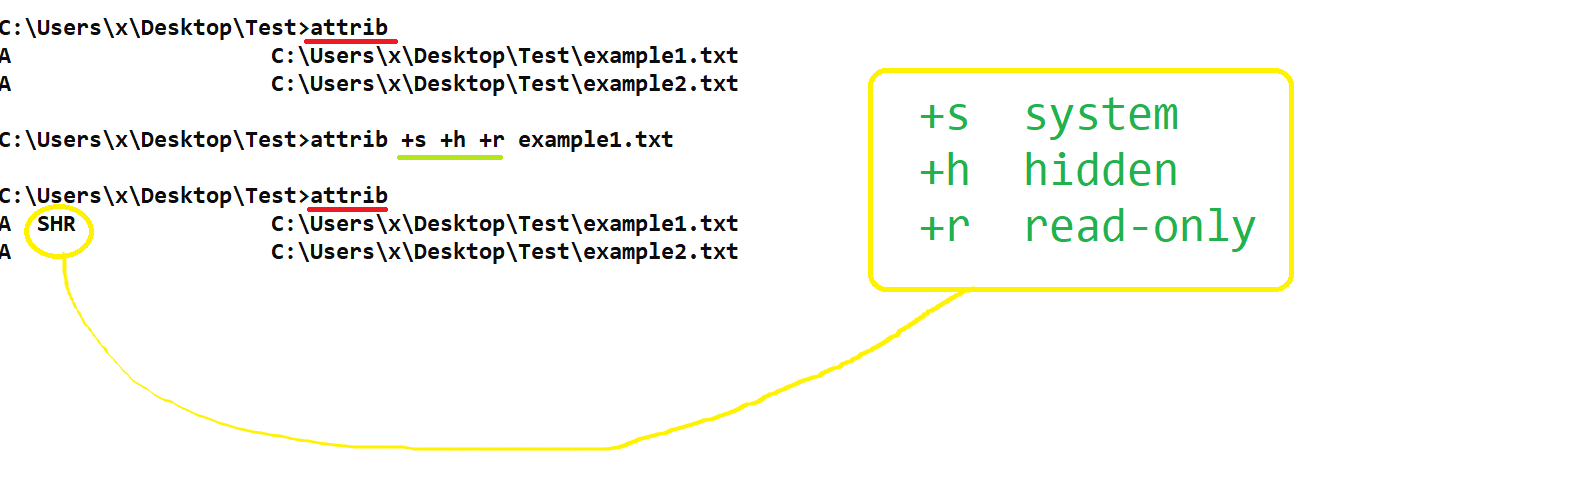 C:\Users\x\Desktop\Test>attrib
A                    C:\Users\x\Desktop\Test\example1.txt
A                    C:\Users\x\Desktop\Test\example2.txt
C:\Users\x\Desktop\Test>attrib +s +h +r example1.txt
C:\Users\x\Desktop\Test>attrib
A  SHR               C:\Users\x\Desktop\Test\example1.txt
A                    C:\Users\x\Desktop\Test\example2.txt
+s  system
+h  hidden
+r  read-only